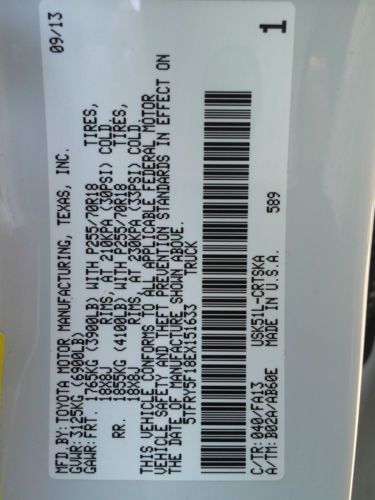 MFD.BY: TOYOTA MOTOR MANUFACTURING, TEXAS, INC. 09/13
GVWR: 3125KG (6900LB)
GAWR: FRT. 1765KG (3900LB) WITH P255/70R18 TIRES,
18X8J RIMS, AT 210KPA (30PSI) COLD
RR. 1855KG (4100LB) WITH P255/70R18 TIRES,
18X8J RIMS, AT 230KPA (33PSI) COLD
THIS VEHICLE CONFORMS TO ALL APPLICABLE FEDERAL MOTOR
VEHICLE SAFETY AND THEFT PREVENTION STANDARDS IN EFFECT ON
THE DATE OF MANUFACTURE SHOWN ABOVE.
5TFRY5F18EX151633 TRUCK
C/TR: 040/FA13 USK51L-CRTSKA
A/TM: B02A/AB60E U.S.A. 589 1